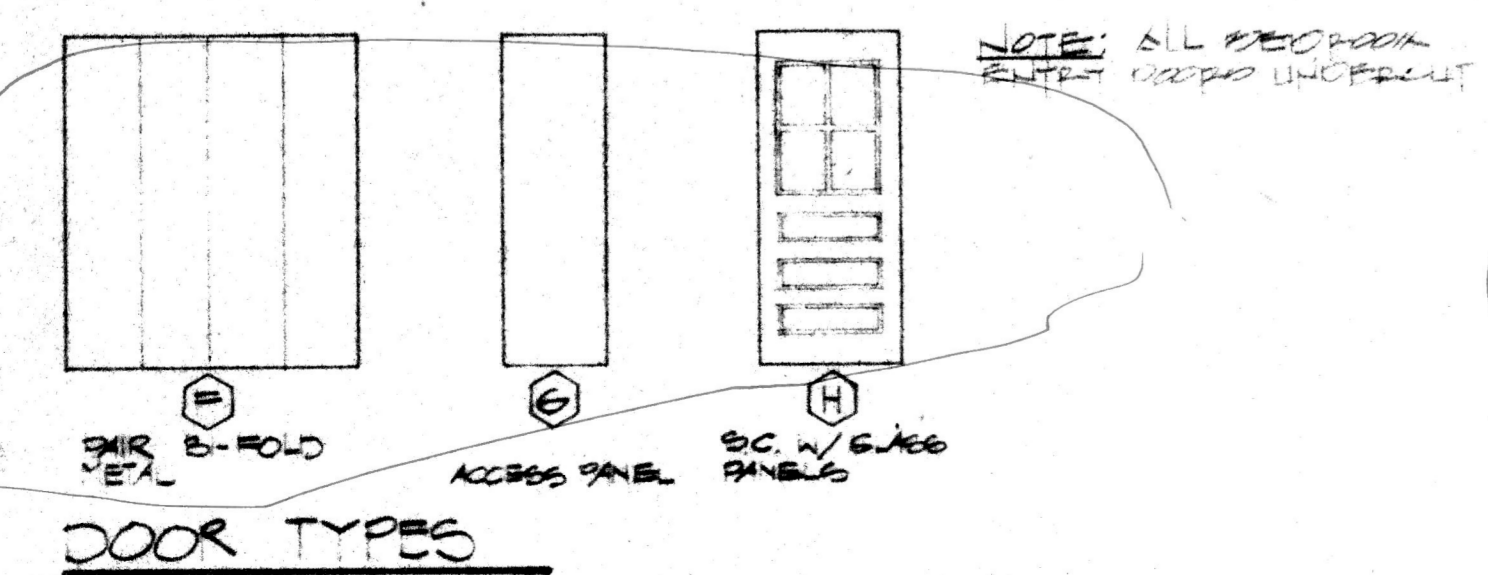 NOTE: ALL BEDROOM
ENTRY DOORS UNDERCUT
F
G
H
PAIR BI-FOLD
METAL
ACCESS PANEL
S.C. W/ GLASS
PANELS
DOOR TYPES